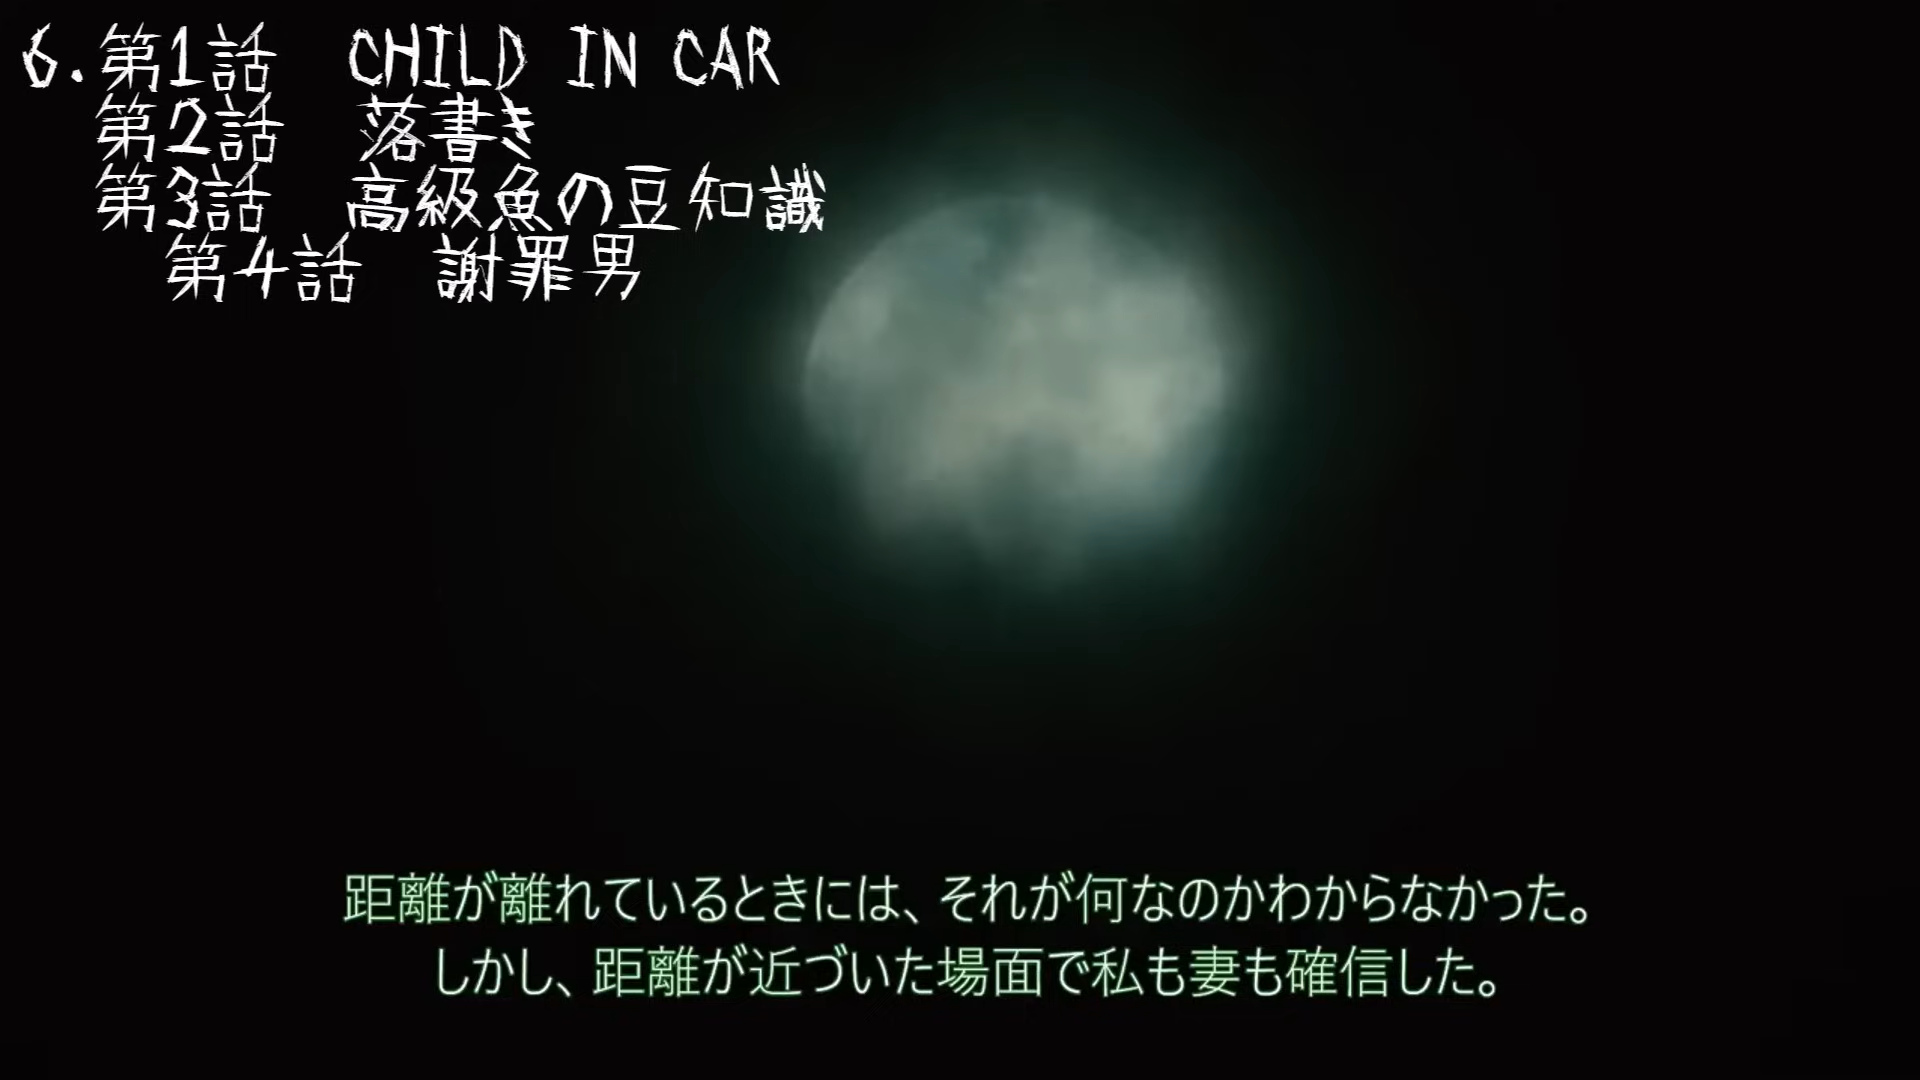 6.第1話　CHILD IN CAR
第2話　落書き
第3話　高級魚の豆知識
第4話　謝罪男
距離が離れているときには、それが何なのかわからなかった。
しかし、距離が近づいた場面で私も妻も確信した。